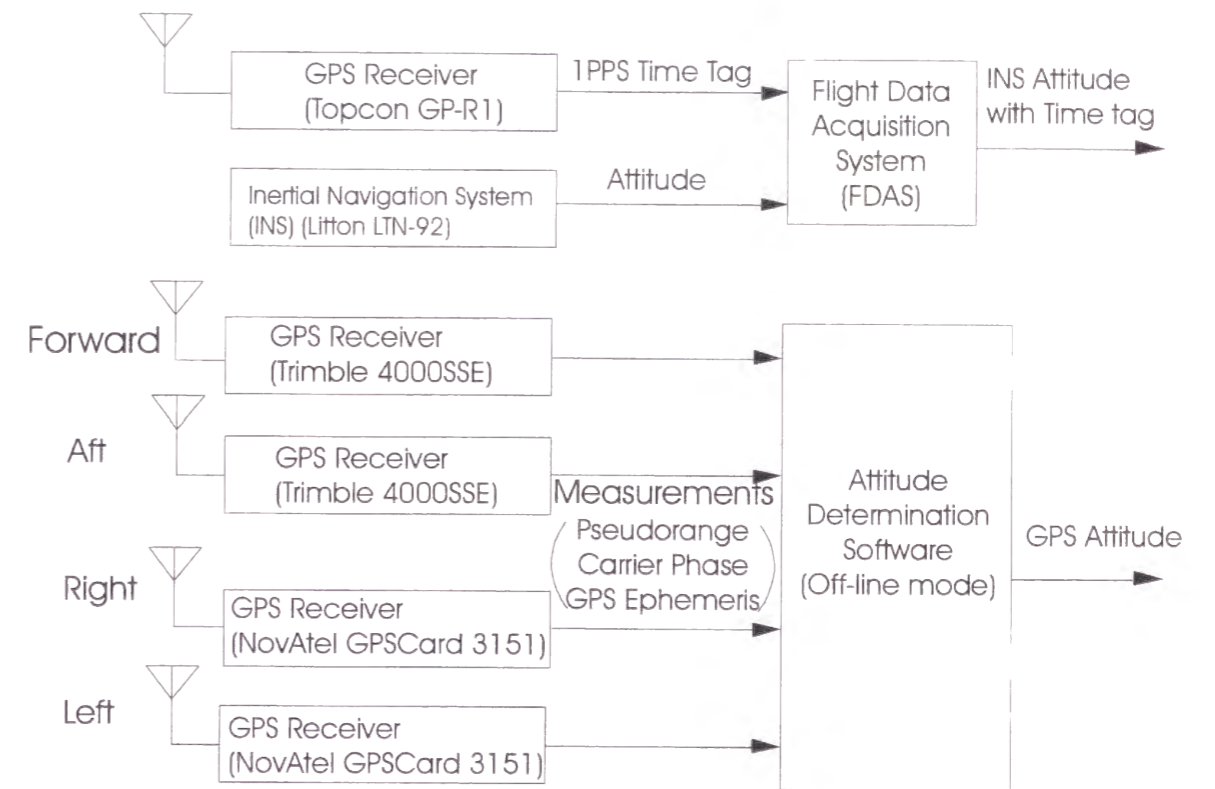 GPS Receiver
(Topcon GP-R1)
1PPS Time Tag
Flight Data
Acquisition
System
(FDAS)
INS Attitude
with Time tag
Inertial Navigation System
(INS) (Litton LTN-92)
Attitude
Forward
GPS Receiver
(Trimble 4000SSE)
Aft
GPS Receiver
(Trimble 4000SSE)
Measurements
(Pseudorange
Carrier Phase
GPS Ephemeris)
Attitude
Determination
Software
(Off-line mode)
GPS Attitude
Right
GPS Receiver
(NovAtel GPSCard 3151)
Left
GPS Receiver
(NovAtel GPSCard 3151)